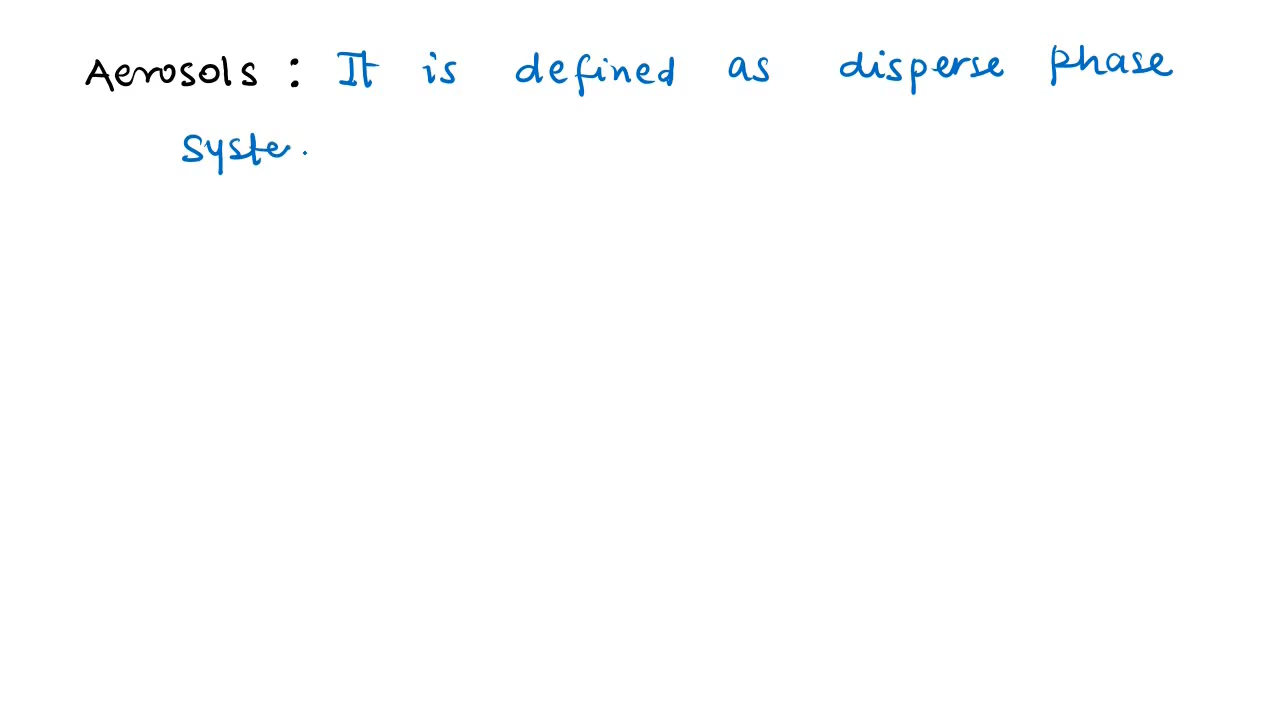 Aerosols : It is defined as disperse phase
syste.